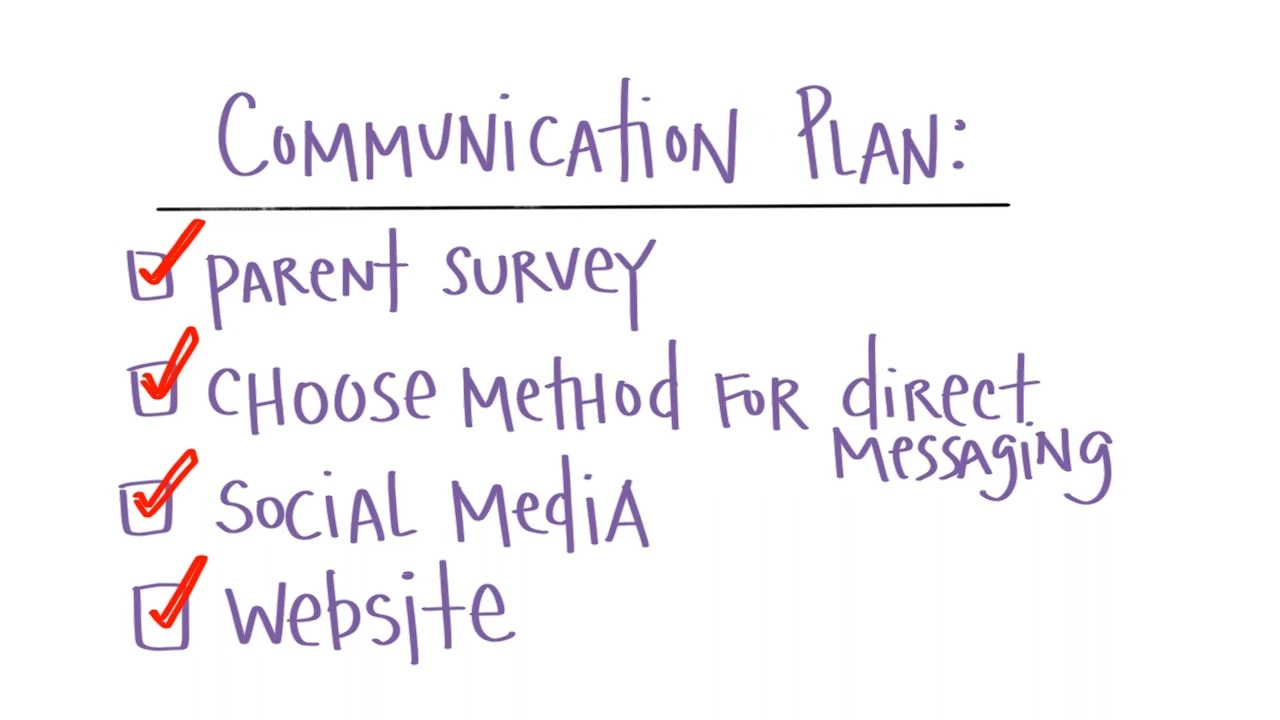 Communication Plan:
Parent Survey
Choose Method for direct
Messaging
Social Media
Website